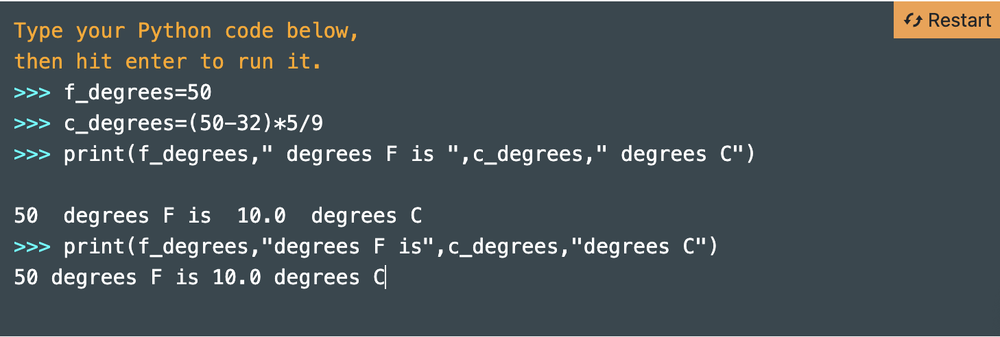 Restart
Type your Python code below,
then hit enter to run it.
>>> f_degrees=50
>>> c_degrees=(50-32)*5/9
>>> print(f_degrees," degrees F is ",c_degrees," degrees C")
50  degrees F is  10.0  degrees C
>>> print(f_degrees,"degrees F is",c_degrees,"degrees C")
50 degrees F is 10.0 degrees C